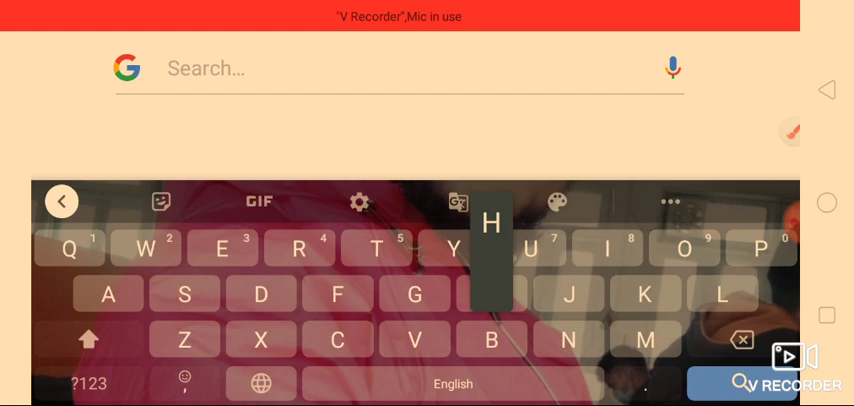 "V Recorder",Mic in use
Search...
GIF
H
Q 1 W 2 E 3 R 4 T 5 Y U 7 I 8 O 9 P 0
A S D F G J K L
Z X C V B N M
?123 , English .
V RECORDER